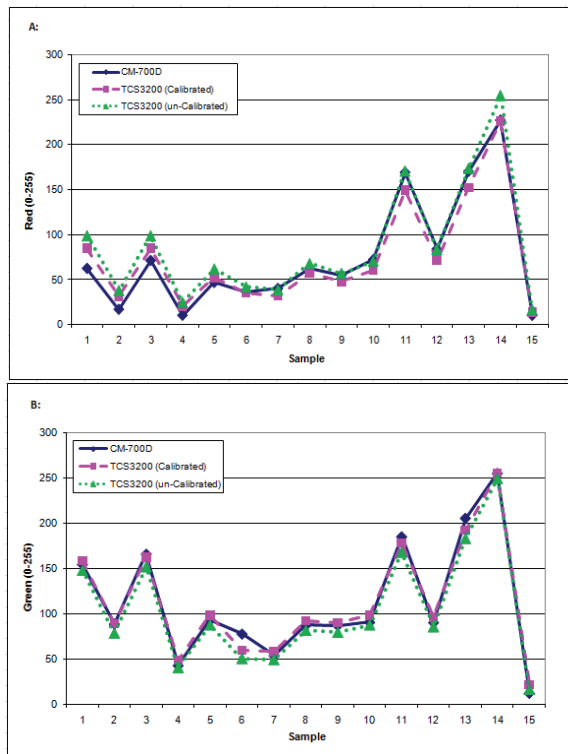 A:
300
250
200
150
100
50
0
Red (0-255)
CM-700D
TCS3200 (Calibrated)
TCS3200 (un-Calibrated)
1 2 3 4 5 6 7 8 9 10 11 12 13 14 15
Sample
B:
300
250
200
150
100
50
0
Green (0-255)
CM-700D
TCS3200 (Calibrated)
TCS3200 (un-Calibrated)
1 2 3 4 5 6 7 8 9 10 11 12 13 14 15
Sample